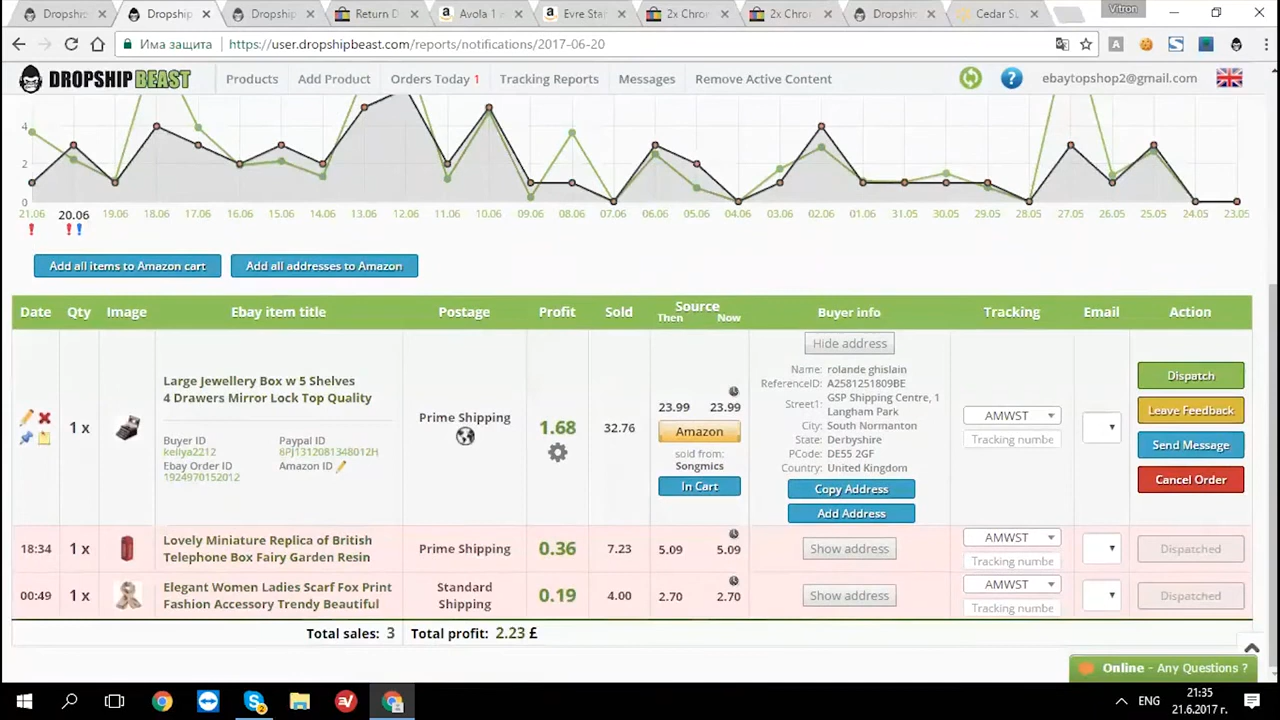 Dropship
Dropship
Dropship
Return D
Avola 1
Evre Star
2x Chro
2x Chron
Dropship
Cedar Su
Vitron
Има защита
https://user.dropshipbeast.com/reports/notifications/2017-06-20
DROPSHIPBEAST
Products
Add Product
Orders Today 1
Tracking Reports
Messages
Remove Active Content
ebaytopshop2@gmail.com
4
2
0
21.06 20.06 19.06 18.06 17.06 16.06 15.06 14.06 13.06 12.06 11.06 10.06 09.06 08.06 07.06 06.06 05.06 04.06 03.06 02.06 01.06 31.05 30.05 29.05 28.05 27.05 26.05 25.05 24.05 23.05
! !!
Add all items to Amazon cart
Add all addresses to Amazon
Date Qty Image Ebay item title Postage Profit Sold Source Then Now Buyer info Tracking Email Action
1 x
Large Jewellery Box w 5 Shelves
4 Drawers Mirror Lock Top Quality
Buyer ID
kellya2212
Ebay Order ID
1924970152012
Paypal ID
6PJ1312081348012H
Amazon ID
Prime Shipping
1.68
32.76
23.99 23.99
Amazon
sold from:
Songmics
In Cart
Hide address
Name: rolande ghislain
ReferenceID: A2581251809BE
Street1: GSP Shipping Centre, 1
Langham Park
City: South Normanton
State: Derbyshire
PCode: DE55 2GF
Country: United Kingdom
Copy Address
Add Address
AMWST
Tracking numbe
Dispatch
Leave Feedback
Send Message
Cancel Order
18:34 1 x
Lovely Miniature Replica of British
Telephone Box Fairy Garden Resin
Prime Shipping
0.36
7.23
5.09 5.09
Show address
AMWST
Tracking numbe
Dispatched
00:49 1 x
Elegant Women Ladies Scarf Fox Print
Fashion Accessory Trendy Beautiful
Standard
Shipping
0.19
4.00
2.70 2.70
Show address
AMWST
Tracking numbe
Dispatched
Total sales: 3 Total profit: 2.23 £
Online - Any Questions ?
ENG
21:35
21.6.2017 г.